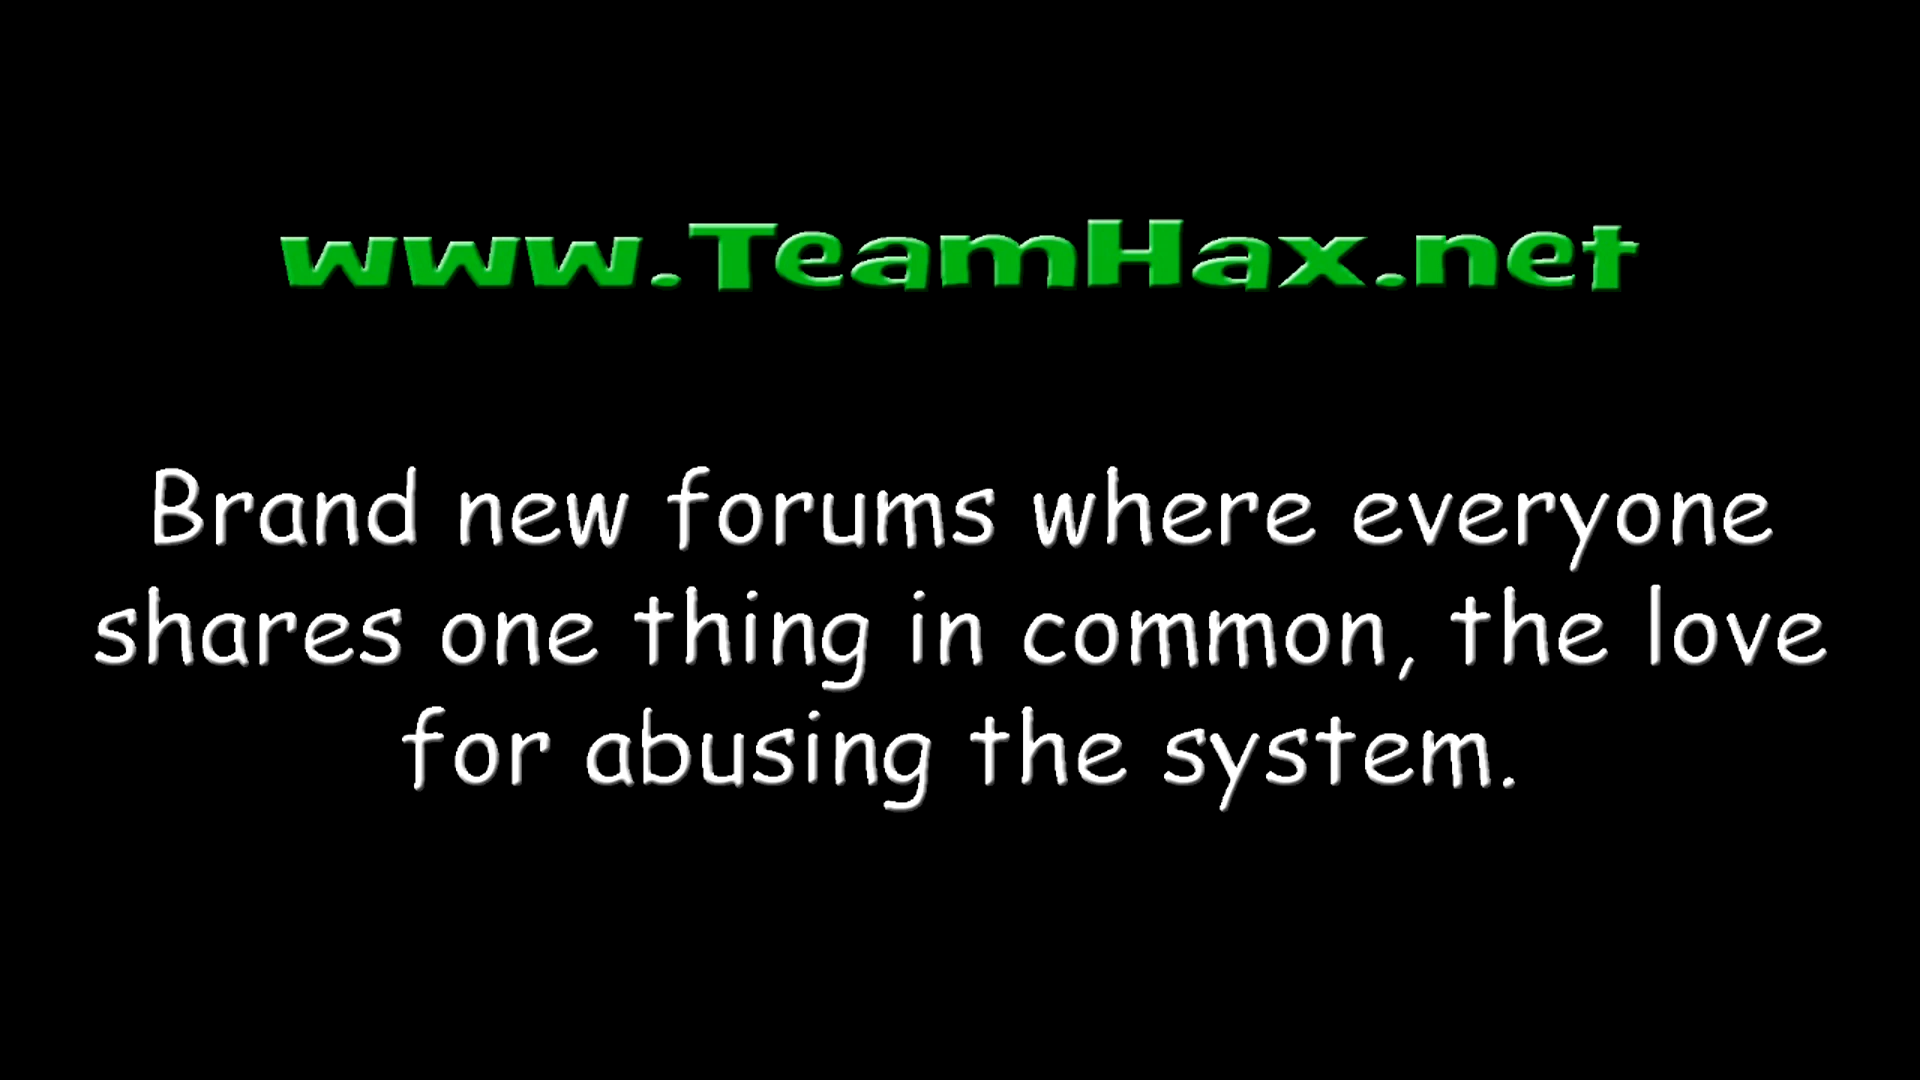 www.TeamHax.net
Brand new forums where everyone
shares one thing in common, the love
for abusing the system.